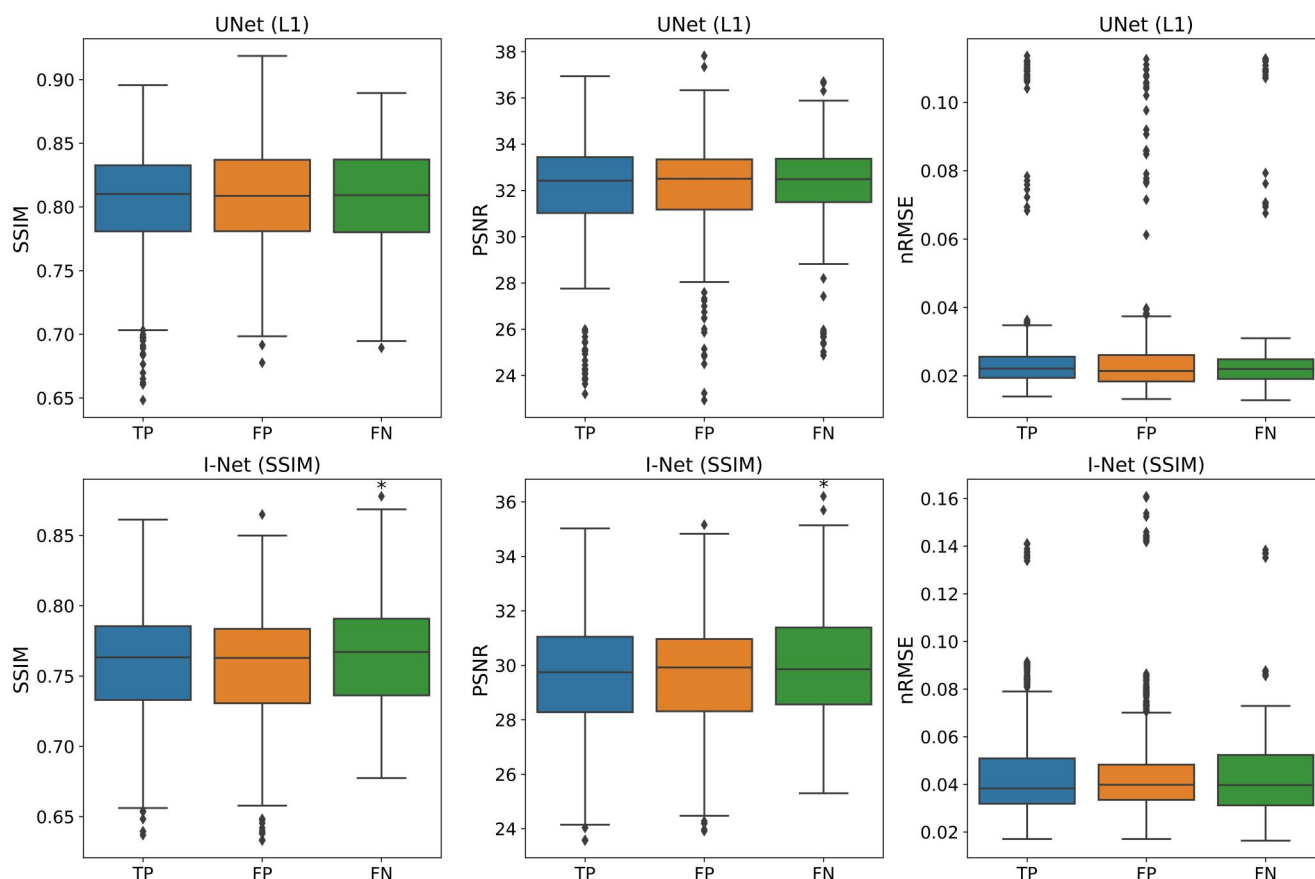 UNet (L1)
SSIM
0.90
0.85
0.80
0.75
0.70
0.65
TP FP FN
UNet (L1)
PSNR
38
36
34
32
30
28
26
24
TP FP FN
UNet (L1)
nRMSE
0.10
0.08
0.06
0.04
0.02
TP FP FN
I-Net (SSIM)
*
SSIM
0.85
0.80
0.75
0.70
0.65
TP FP FN
I-Net (SSIM)
*
PSNR
36
34
32
30
28
26
24
TP FP FN
I-Net (SSIM)
nRMSE
0.16
0.14
0.12
0.10
0.08
0.06
0.04
0.02
TP FP FN